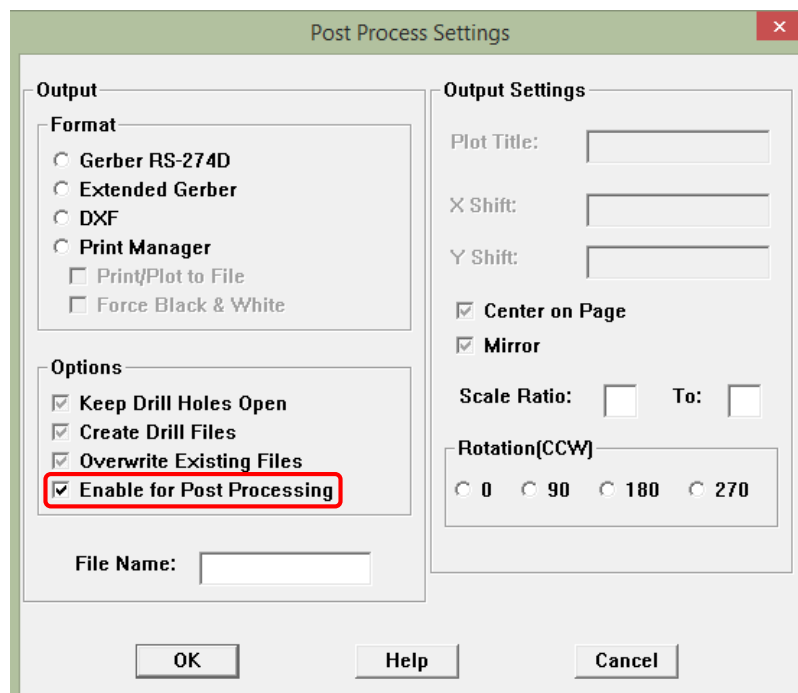 Post Process Settings
Output
Format
Gerber RS-274D
Extended Gerber
DXF
Print Manager
Print/Plot to File
Force Black & White
Options
Keep Drill Holes Open
Create Drill Files
Overwrite Existing Files
Enable for Post Processing
File Name:
Output Settings
Plot Title:
X Shift:
Y Shift:
Center on Page
Mirror
Scale Ratio: To:
Rotation(CCW)
0 90 180 270
OK Help Cancel